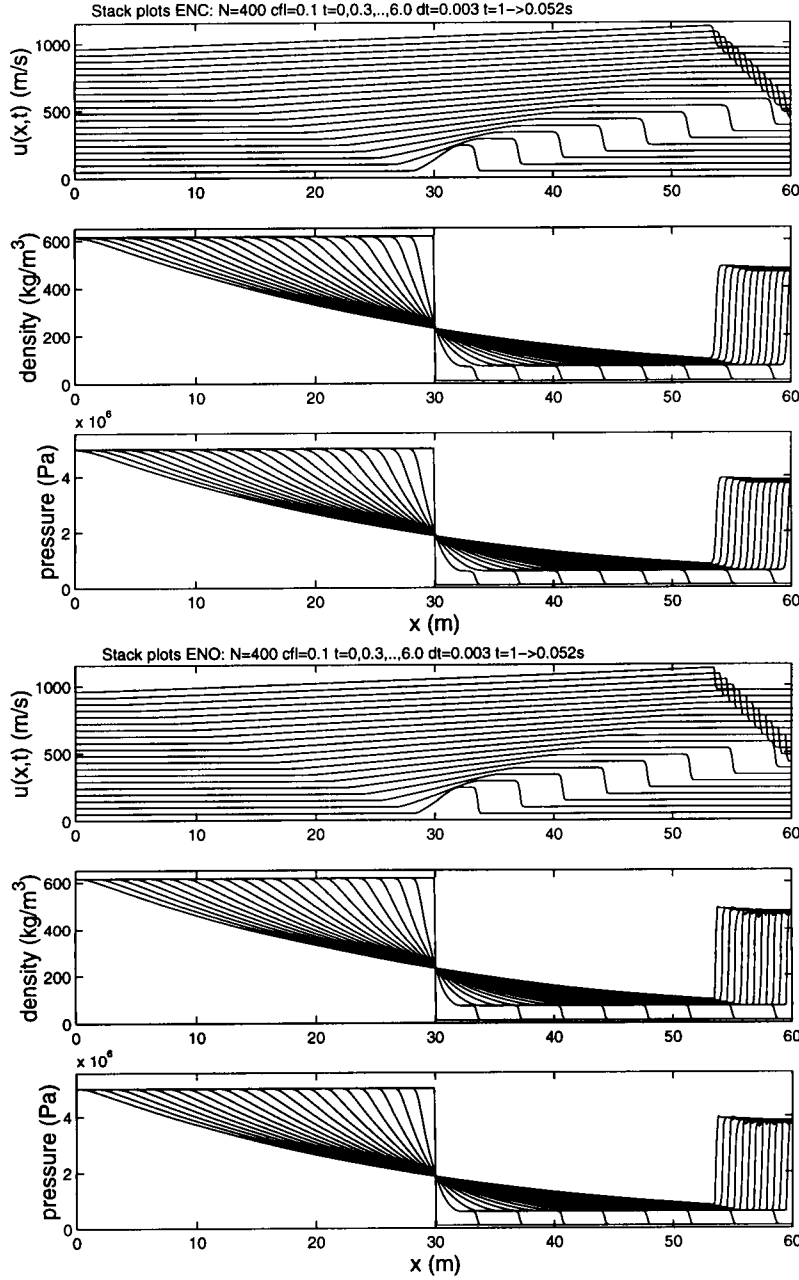 Stack plots ENC: N=400 cfl=0.1 t=0,0.3,..,6.0 dt=0.003 t=1->0.052s
u(x,t) (m/s)
1000
500
0
0 10 20 30 40 50 60
density (kg/m³)
600
400
200
0
0 10 20 30 40 50 60
x 10⁶
pressure (Pa)
4
2
0
0 10 20 30 40 50 60
x (m)
Stack plots ENO: N=400 cfl=0.1 t=0,0.3,..,6.0 dt=0.003 t=1->0.052s
u(x,t) (m/s)
1000
500
0
0 10 20 30 40 50 60
density (kg/m³)
600
400
200
0
0 10 20 30 40 50 60
x 10⁶
pressure (Pa)
4
2
0
0 10 20 30 40 50 60
x (m)